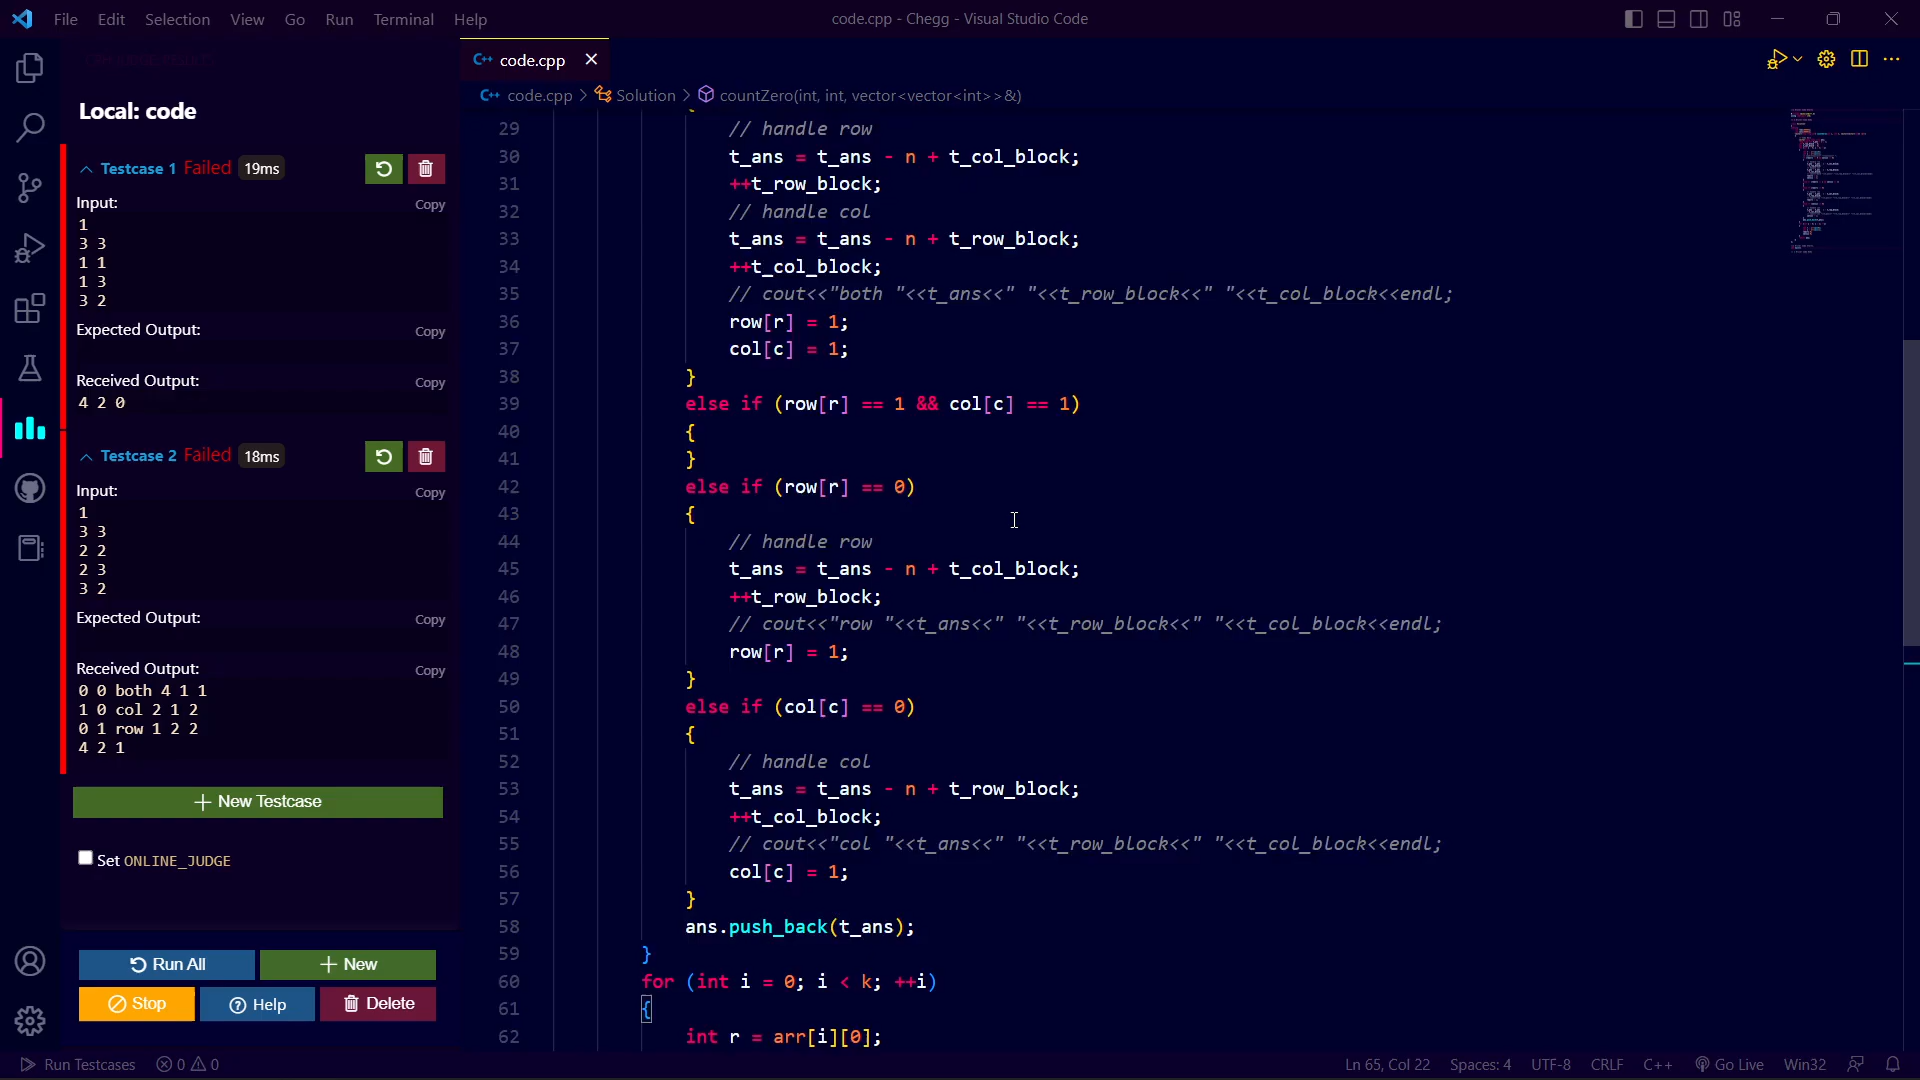 File Edit Selection View Go Run Terminal Help
code.cpp - Chegg - Visual Studio Code
code.cpp
code.cpp > Solution > countZero(int, int, vector<vector<int>>&)
Local: code
Testcase 1 Failed 19ms
Input:
Copy
1
3 3
1 1
1 3
3 2
Expected Output:
Copy
Received Output:
Copy
4 2 0
Testcase 2 Failed 18ms
Input:
Copy
1
3 3
2 2
2 3
3 2
Expected Output:
Copy
Received Output:
Copy
0 0 both 4 1 1
1 0 col 2 1 2
0 1 row 1 2 2
4 2 1
New Testcase
Set ONLINE_JUDGE
Run All
New
Stop
Help
Delete
29 // handle row
30 t_ans = t_ans - n + t_col_block;
31 ++t_row_block;
32 // handle col
33 t_ans = t_ans - n + t_row_block;
34 ++t_col_block;
35 // cout<<"both "<<t_ans<<" "<<t_row_block<<" "<<t_col_block<<endl;
36 row[r] = 1;
37 col[c] = 1;
38 }
39 else if (row[r] == 1 && col[c] == 1)
40 {
41 }
42 else if (row[r] == 0)
43 {
44 // handle row
45 t_ans = t_ans - n + t_col_block;
46 ++t_row_block;
47 // cout<<"row "<<t_ans<<" "<<t_row_block<<" "<<t_col_block<<endl;
48 row[r] = 1;
49 }
50 else if (col[c] == 0)
51 {
52 // handle col
53 t_ans = t_ans - n + t_row_block;
54 ++t_col_block;
55 // cout<<"col "<<t_ans<<" "<<t_row_block<<" "<<t_col_block<<endl;
56 col[c] = 1;
57 }
58 ans.push_back(t_ans);
59 }
60 for (int i = 0; i < k; ++i)
61 {
62 int r = arr[i][0];
Run Testcases 0 0
Ln 65, Col 22 Spaces: 4 UTF-8 CRLF C++ Go Live Win32